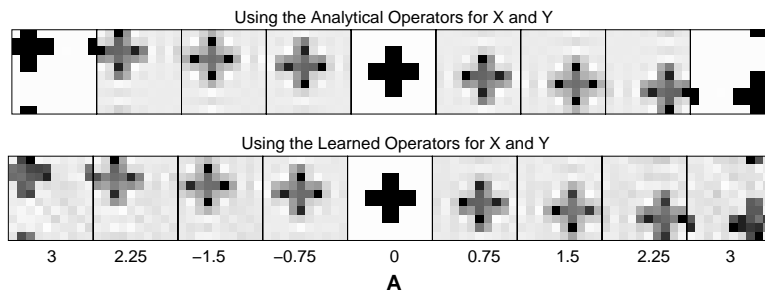 Using the Analytical Operators for X and Y
Using the Learned Operators for X and Y
3 2.25 −1.5 −0.75 0 0.75 1.5 2.25 3
A